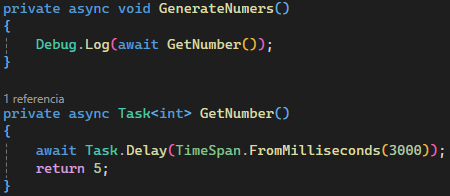 private async void GenerateNumers()
{
    Debug.Log(await GetNumber());
}
1 referencia
private async Task<int> GetNumber()
{
    await Task.Delay(TimeSpan.FromMilliseconds(3000));
    return 5;
}